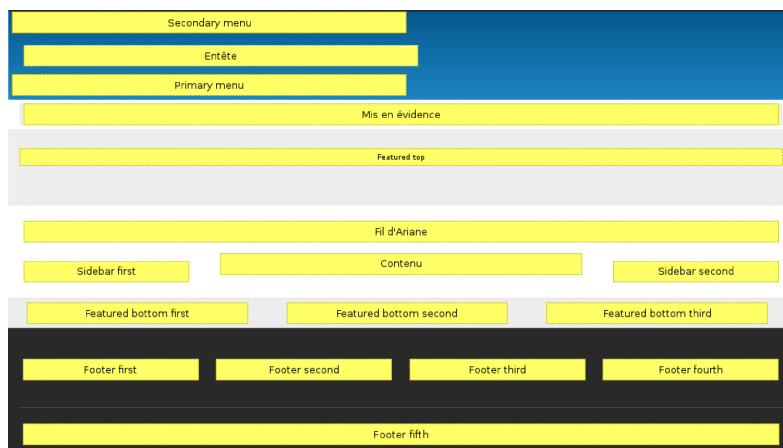 Secondary menu
Entête
Primary menu
Mis en évidence
Featured top
Fil d'Ariane
Contenu
Sidebar first
Sidebar second
Featured bottom first
Featured bottom second
Featured bottom third
Footer first
Footer second
Footer third
Footer fourth
Footer fifth